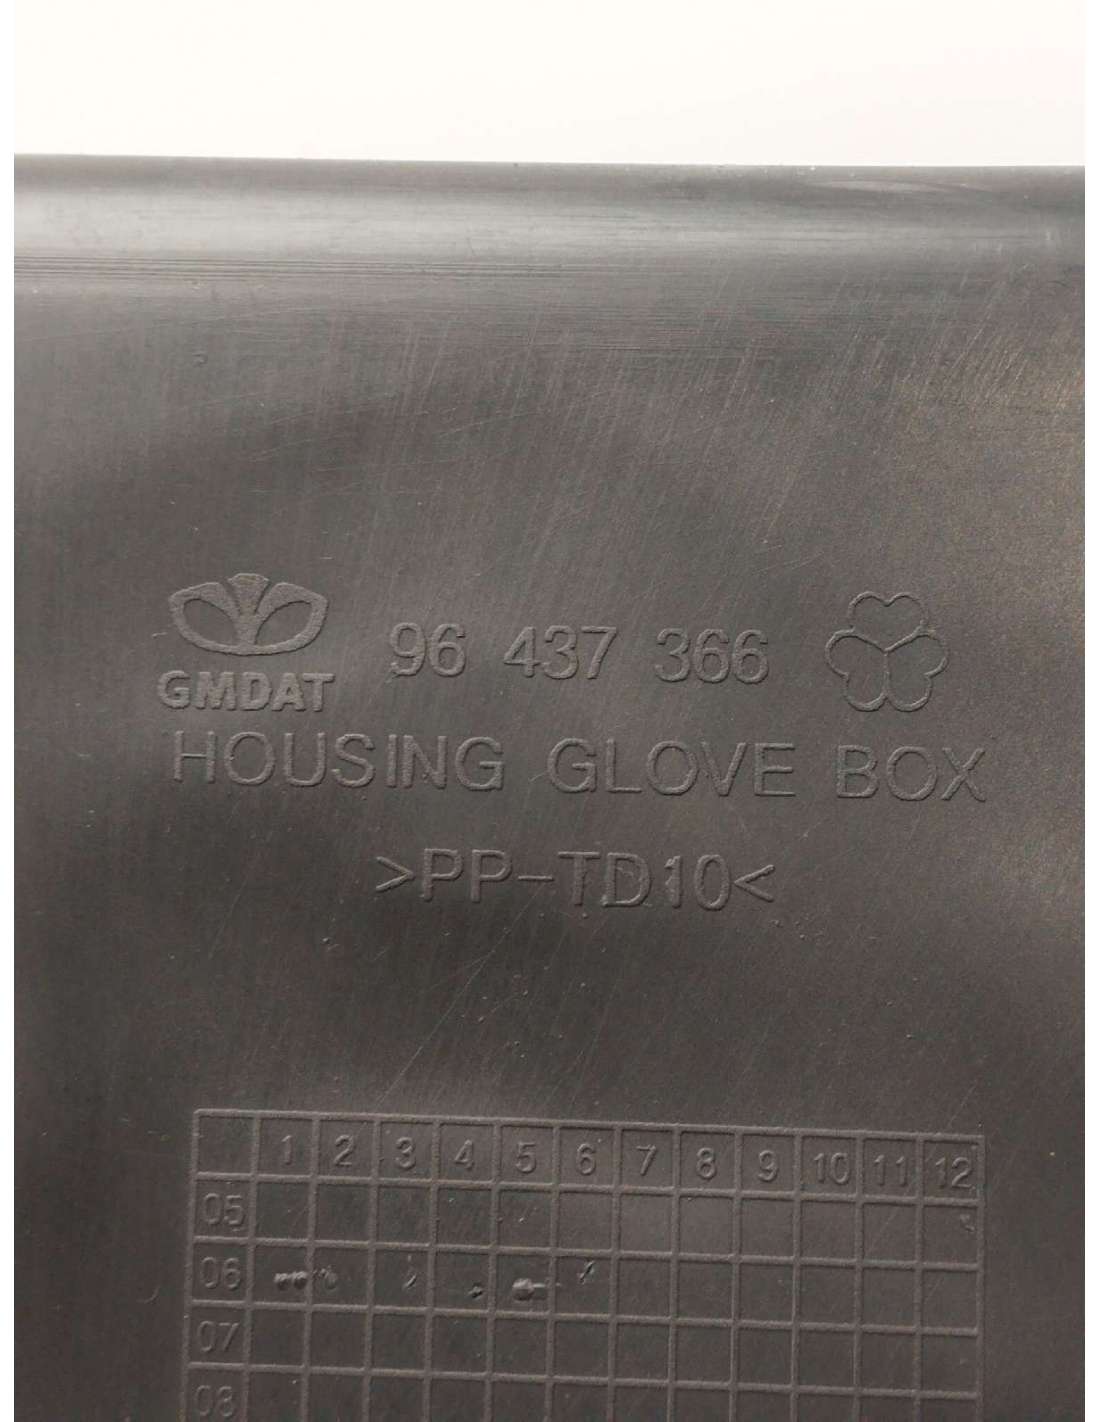 GMDAT 96 437 366
HOUSING GLOVE BOX
>PP-TD10<
1 2 3 4 5 6 7 8 9 10 11 12
05
06
07
08